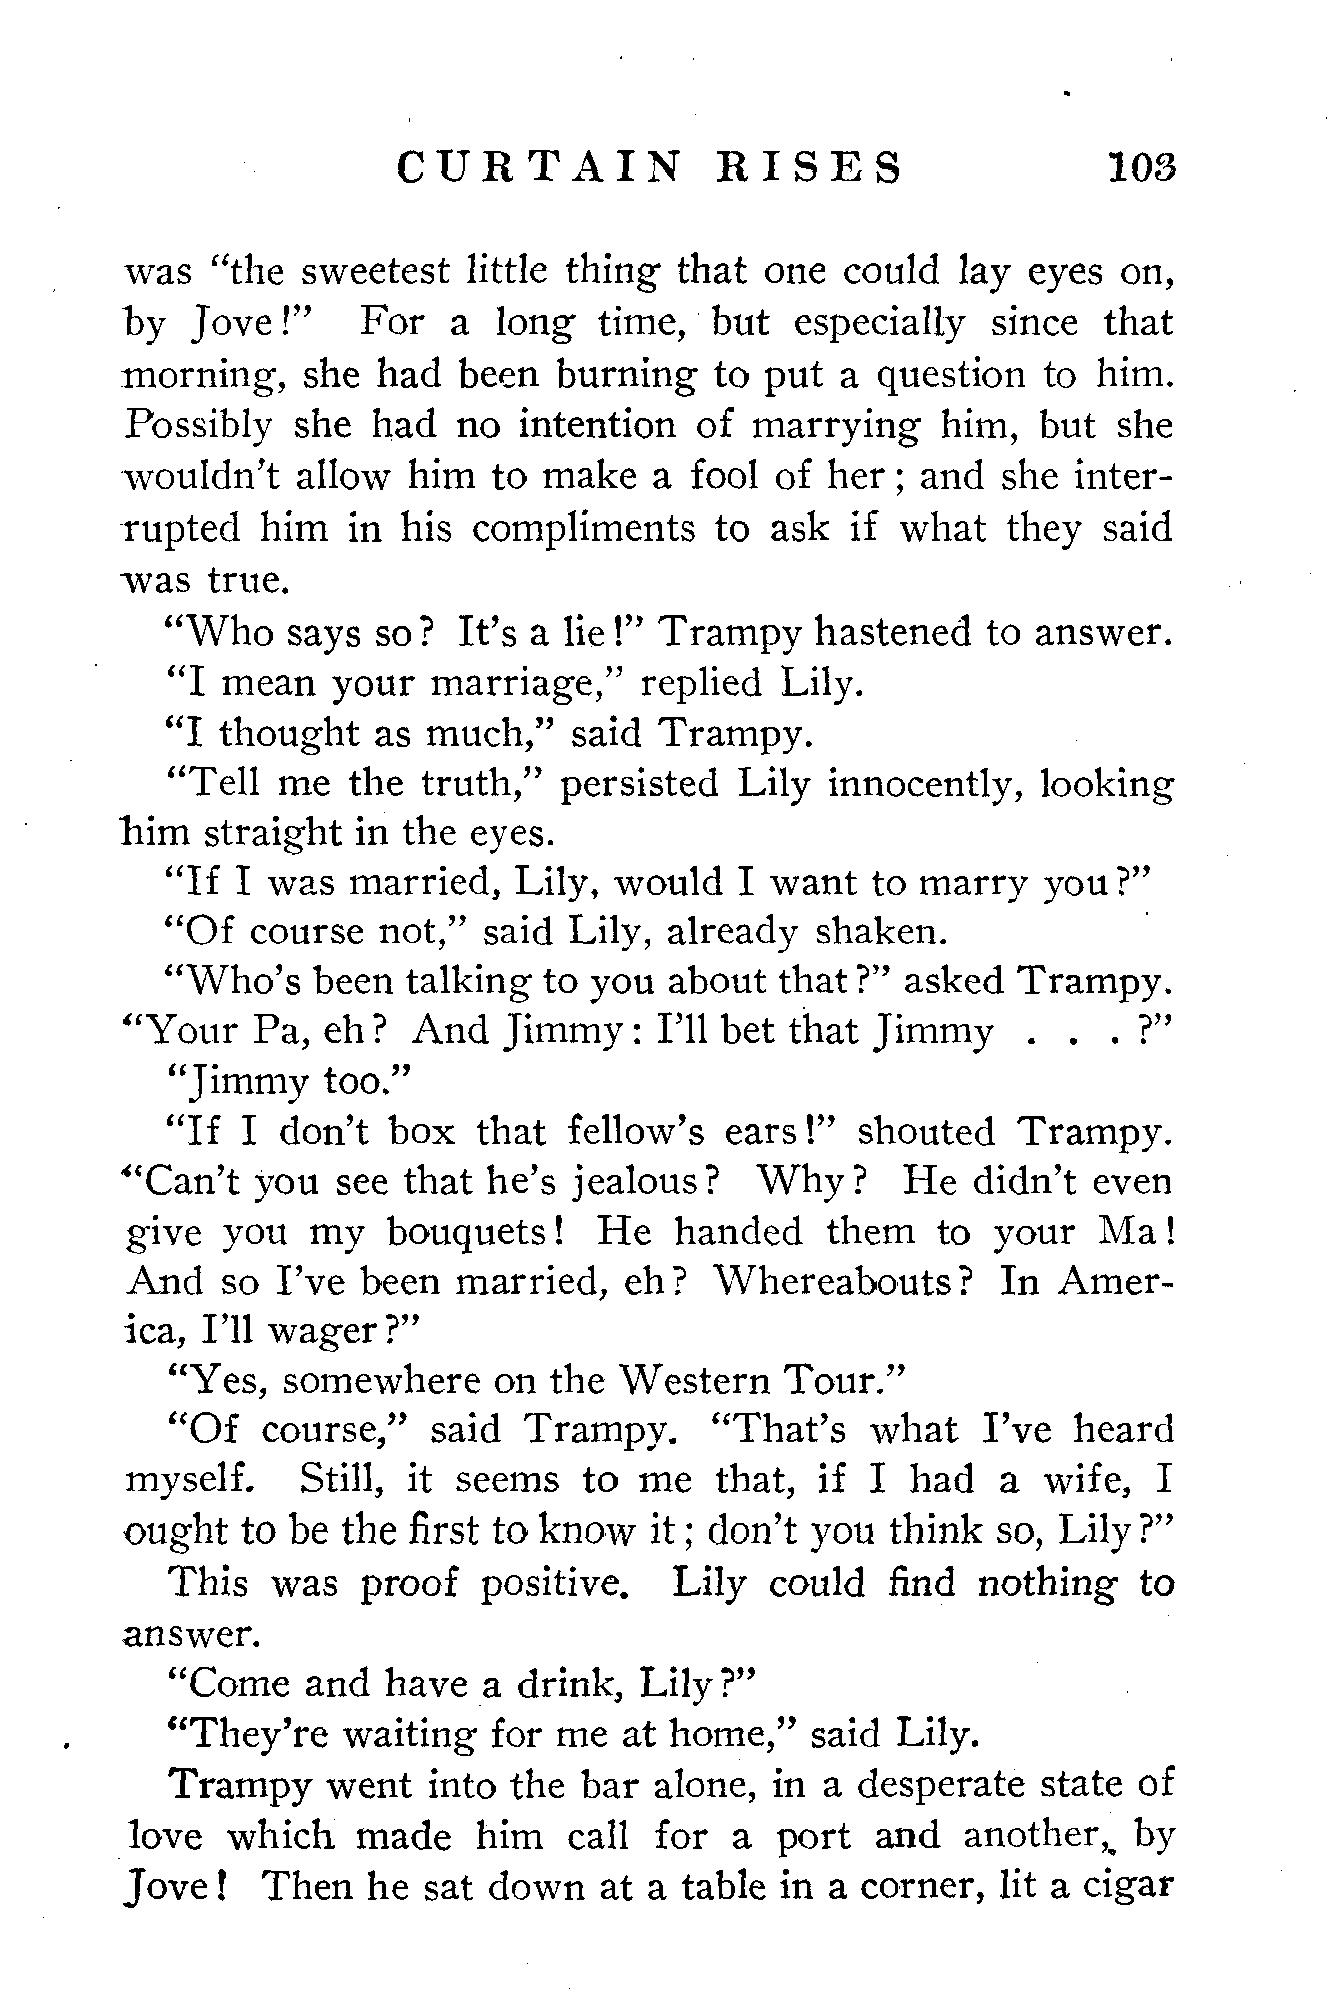 CURTAIN RISES 103
was "the sweetest little thing that one could lay eyes on,
by Jove!" For a long time, but especially since that
morning, she had been burning to put a question to him.
Possibly she had no intention of marrying him, but she
wouldn't allow him to make a fool of her; and she inter-
rupted him in his compliments to ask if what they said
was true.
"Who says so? It's a lie!" Trampy hastened to answer.
"I mean your marriage," replied Lily.
"I thought as much," said Trampy.
"Tell me the truth," persisted Lily innocently, looking
him straight in the eyes.
"If I was married, Lily, would I want to marry you?"
"Of course not," said Lily, already shaken.
"Who's been talking to you about that?" asked Trampy.
"Your Pa, eh? And Jimmy: I'll bet that Jimmy . . . ?"
"Jimmy too."
"If I don't box that fellow's ears!" shouted Trampy.
"Can't you see that he's jealous? Why? He didn't even
give you my bouquets! He handed them to your Ma!
And so I've been married, eh? Whereabouts? In Amer-
ica, I'll wager?"
"Yes, somewhere on the Western Tour."
"Of course," said Trampy. "That's what I've heard
myself. Still, it seems to me that, if I had a wife, I
ought to be the first to know it; don't you think so, Lily?"
This was proof positive. Lily could find nothing to
answer.
"Come and have a drink, Lily?"
"They're waiting for me at home," said Lily.
Trampy went into the bar alone, in a desperate state of
love which made him call for a port and another, by
Jove! Then he sat down at a table in a corner, lit a cigar